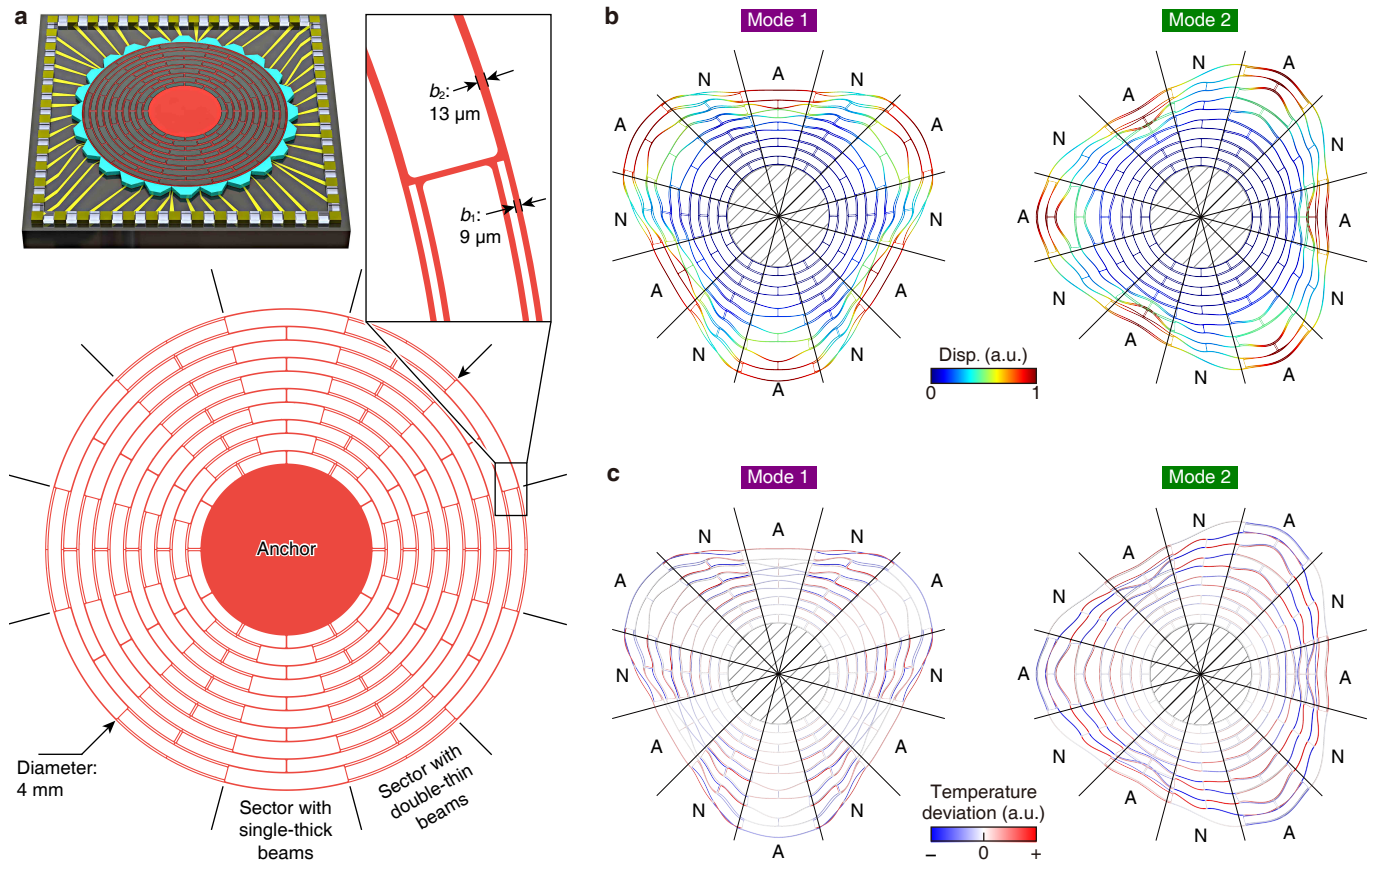 a
b₂:
13 µm
b₁:
9 µm
Anchor
Diameter:
4 mm
Sector with
single-thick
beams
Sector with
double-thin
beams
b
Mode 1
Mode 2
N
A
N
A
A
N
N
A
A
N
N
A
N
A
A
N
N
A
A
N
N
A
A
N
Disp. (a.u.)
0
1
c
Mode 1
Mode 2
N
A
N
A
A
N
N
A
A
N
N
A
N
A
A
N
A
A
N
N
A
N
A
Temperature
deviation (a.u.)
−
0
+